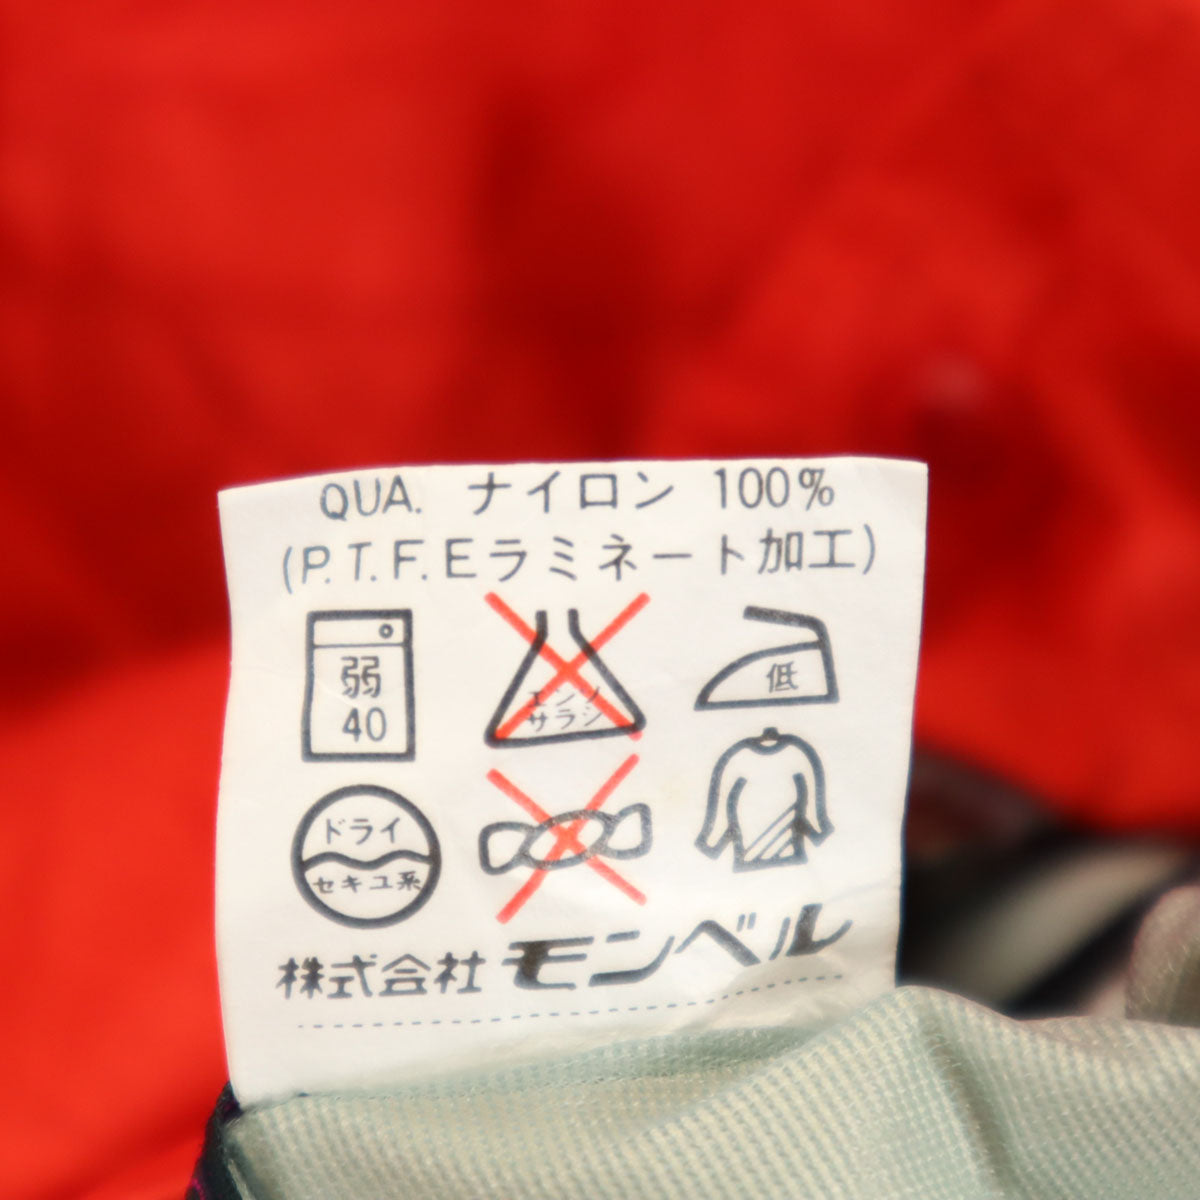 QUA. ナイロン 100%
(P.T.F.Eラミネート加工)
弱
40
エンソ
サラシ
低
ドライ
セキユ系
株式会社 モンベル